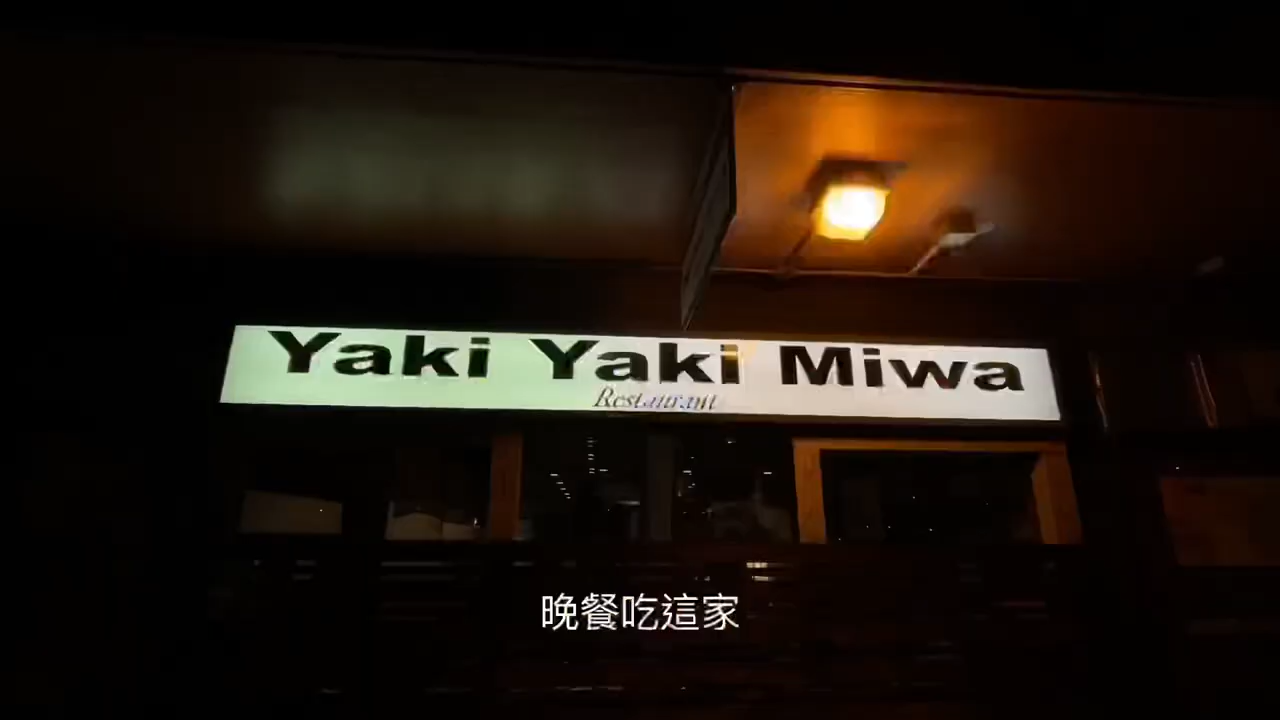 Yaki Yaki Miwa
Restaurant
晚餐吃這家